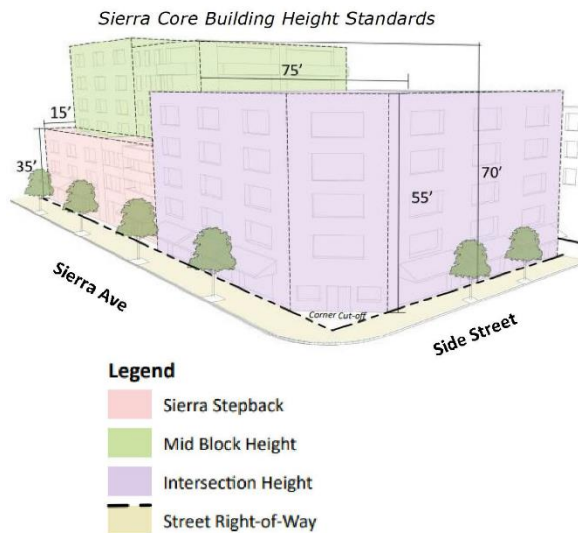 Sierra Core Building Height Standards
75’
15’
35’
55’
70’
Sierra Ave
Corner Cut-off
Side Street
Legend
Sierra Stepback
Mid Block Height
Intersection Height
Street Right-of-Way